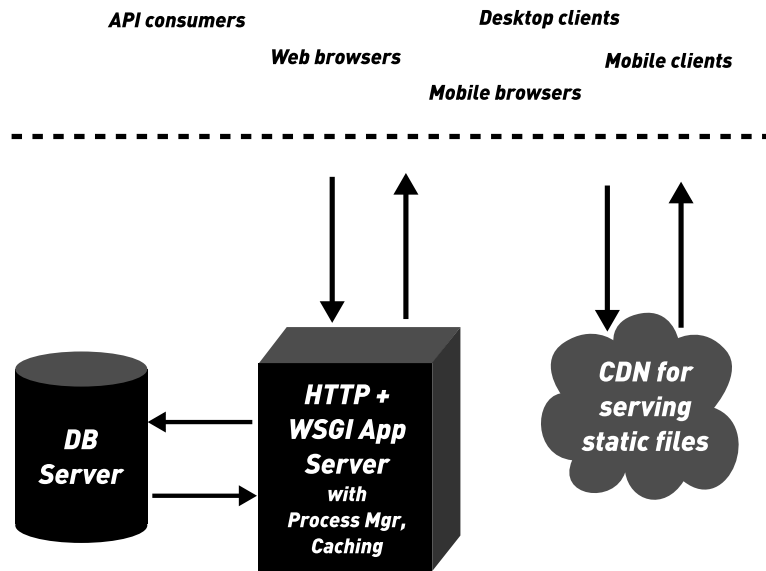 API consumers
Desktop clients
Web browsers
Mobile clients
Mobile browsers
DB
Server
HTTP +
WSGI App
Server
with
Process Mgr,
Caching
CDN for
serving
static files